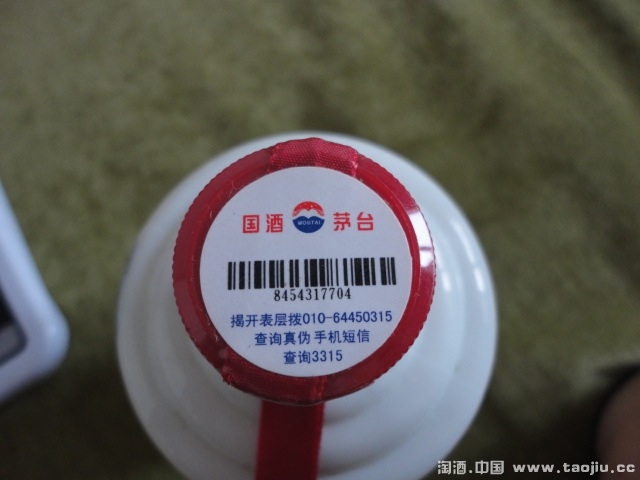 国酒 MOUTAI 茅台
8454317704
揭开表层拨010-64450315
查询真伪 手机短信
查询3315
淘酒.中国 www.taojiu.cc